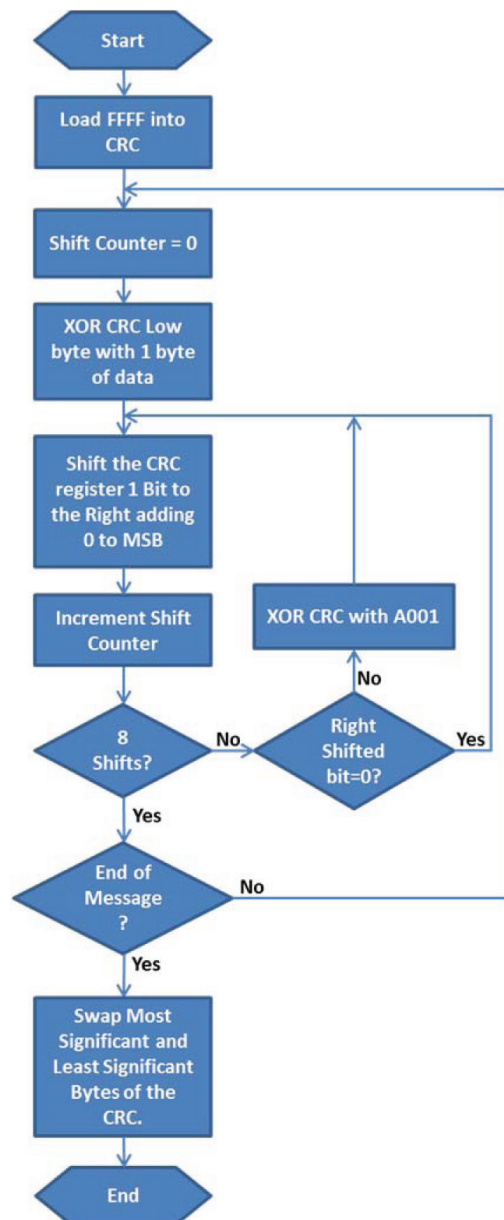 Start
Load FFFF into
CRC
Shift Counter = 0
XOR CRC Low
byte with 1 byte
of data
Shift the CRC
register 1 Bit to
the Right adding
0 to MSB
Increment Shift
Counter
XOR CRC with A001
No
8
Shifts?
No
Right
Shifted
bit=0?
Yes
Yes
End of
Message
?
No
Yes
Swap Most
Significant and
Least Significant
Bytes of the
CRC.
End